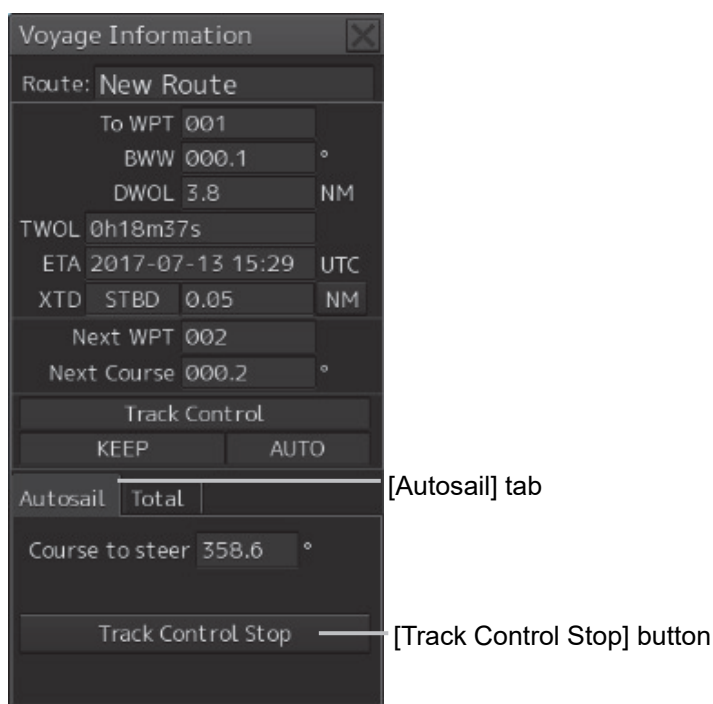 Voyage Information
Route: New Route
To WPT 001
BWW 000.1 °
DWOL 3.8 NM
TWOL 0h18m37s
ETA 2017-07-13 15:29 UTC
XTD STBD 0.05 NM
Next WPT 002
Next Course 000.2 °
Track Control
KEEP AUTO
Autosail Total
[Autosail] tab
Course to steer 358.6 °
Track Control Stop
[Track Control Stop] button